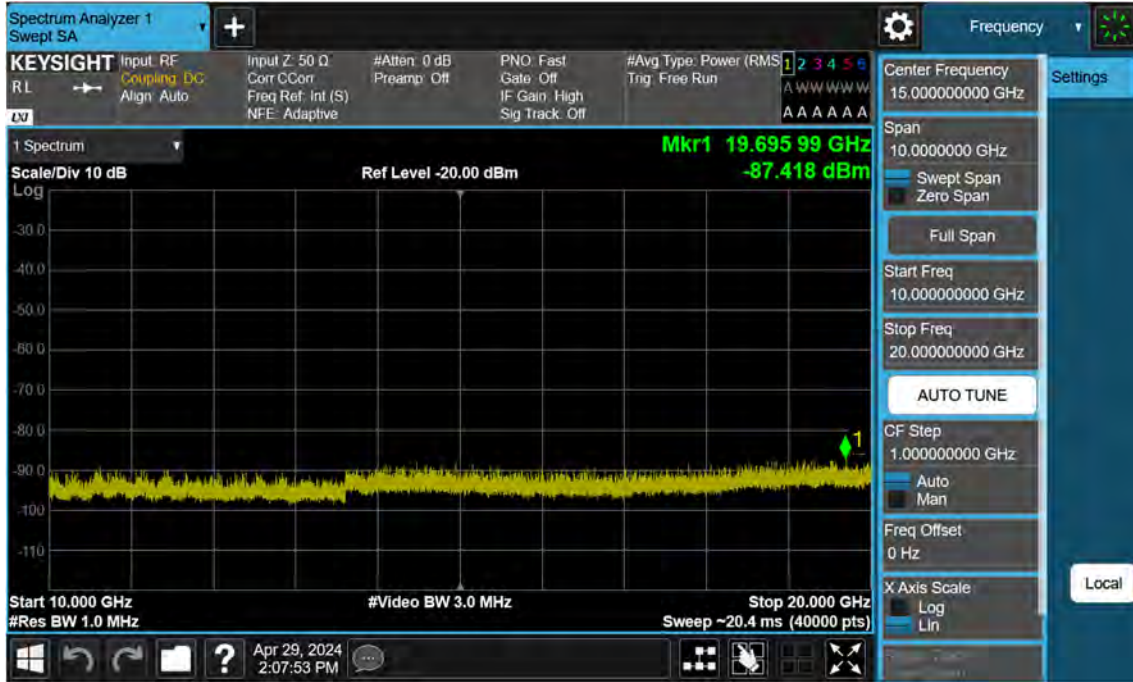 Spectrum Analyzer 1
Swept SA
Frequency
KEYSIGHT
RL
LXI
Input: RF
Coupling: DC
Align: Auto
Input Z: 50 Ω
Corr CCorr
Freq Ref: Int (S)
NFE: Adaptive
#Atten: 0 dB
Preamp: Off
PNO: Fast
Gate: Off
IF Gain: High
Sig Track: Off
#Avg Type: Power (RMS
Trig: Free Run
1 2 3 4 5 6
A W W W W W
A A A A A A
1 Spectrum
Scale/Div 10 dB
Ref Level -20.00 dBm
Mkr1 19.695 99 GHz
-87.418 dBm
Log
-30.0
-40.0
-50.0
-60.0
-70.0
-80.0
-90.0
-100
-110
1
Start 10.000 GHz
#Video BW 3.0 MHz
Stop 20.000 GHz
#Res BW 1.0 MHz
Sweep ~20.4 ms (40000 pts)
Apr 29, 2024
2:07:53 PM
Center Frequency
15.000000000 GHz
Span
10.0000000 GHz
Swept Span
Zero Span
Full Span
Start Freq
10.000000000 GHz
Stop Freq
20.000000000 GHz
AUTO TUNE
CF Step
1.000000000 GHz
Auto
Man
Freq Offset
0 Hz
X Axis Scale
Log
Lin
Settings
Local